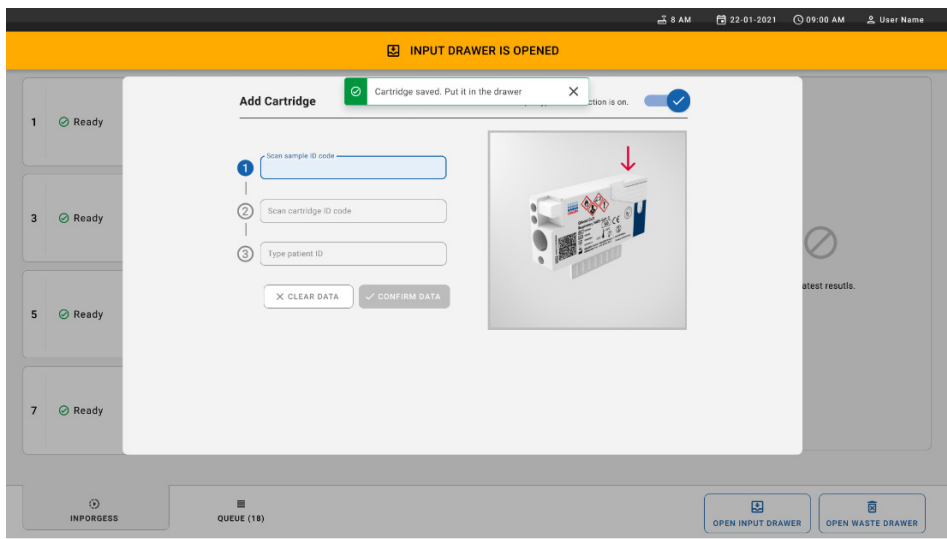 8 AM
22-01-2021
09:00 AM
User Name
INPUT DRAWER IS OPENED
Cartridge saved. Put it in the drawer
Add Cartridge
ction is on.
1 Ready
3 Ready
5 Ready
7 Ready
1 Scan sample ID code
2 Scan cartridge ID code
3 Type patient ID
CLEAR DATA
CONFIRM DATA
CE
atest resutls.
INPORGESS
QUEUE (18)
OPEN INPUT DRAWER
OPEN WASTE DRAWER